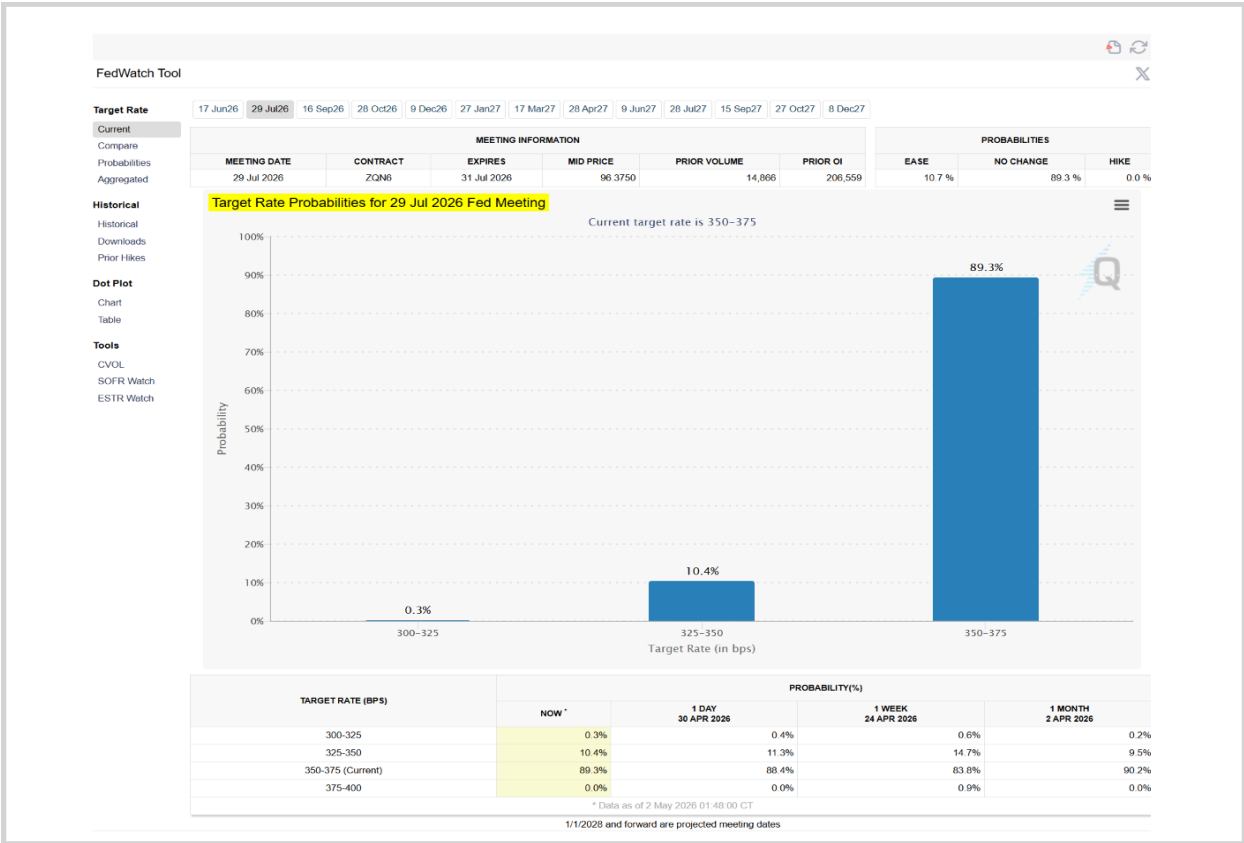 FedWatch Tool
Target Rate
Current
Compare
Probabilities
Aggregated
Historical
Historical
Downloads
Prior Hikes
Dot Plot
Chart
Table
Tools
CVOL
SOFR Watch
ESTR Watch
17 Jun26 29 Jul26 16 Sep26 28 Oct26 9 Dec26 27 Jan27 17 Mar27 28 Apr27 9 Jun27 28 Jul27 15 Sep27 27 Oct27 8 Dec27
MEETING INFORMATION PROBABILITIES
MEETING DATE CONTRACT EXPIRES MID PRICE PRIOR VOLUME PRIOR OI EASE NO CHANGE HIKE
29 Jul 2026 ZQN6 31 Jul 2026 96.3750 14,866 206,559 10.7 % 89.3 % 0.0 %
Target Rate Probabilities for 29 Jul 2026 Fed Meeting
Current target rate is 350–375
Probability
100%
90%
80%
70%
60%
50%
40%
30%
20%
10%
0%
0.3%
10.4%
89.3%
Q
300–325 325–350 350–375
Target Rate (in bps)
TARGET RATE (BPS) PROBABILITY(%)
NOW * 1 DAY 1 WEEK 1 MONTH
30 APR 2026 24 APR 2026 2 APR 2026
300-325 0.3% 0.4% 0.6% 0.2%
325-350 10.4% 11.3% 14.7% 9.5%
350-375 (Current) 89.3% 88.4% 83.8% 90.2%
375-400 0.0% 0.0% 0.9% 0.0%
* Data as of 2 May 2026 01:48:00 CT
1/1/2028 and forward are projected meeting dates